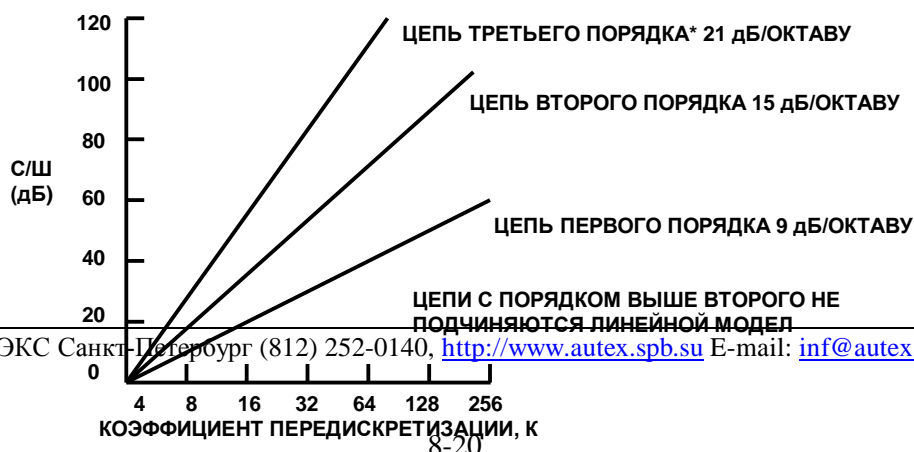 120
ЦЕПЬ ТРЕТЬЕГО ПОРЯДКА* 21 дБ/ОКТАВУ
100
ЦЕПЬ ВТОРОГО ПОРЯДКА 15 дБ/ОКТАВУ
80
С/Ш
(дБ)
60
ЦЕПЬ ПЕРВОГО ПОРЯДКА 9 дБ/ОКТАВУ
40
ЦЕПИ С ПОРЯДКОМ ВЫШЕ ВТОРОГО НЕ
ПОДЧИНЯЮТСЯ ЛИНЕЙНОЙ МОДЕЛ
20
ЭКС Санкт-Петербург (812) 252-0140, http://www.autex.spb.su E-mail: inf@autex
0
4 8 16 32 64 128 256
КОЭФФИЦИЕНТ ПЕРЕДИСКРЕТИЗАЦИИ, К
8-20